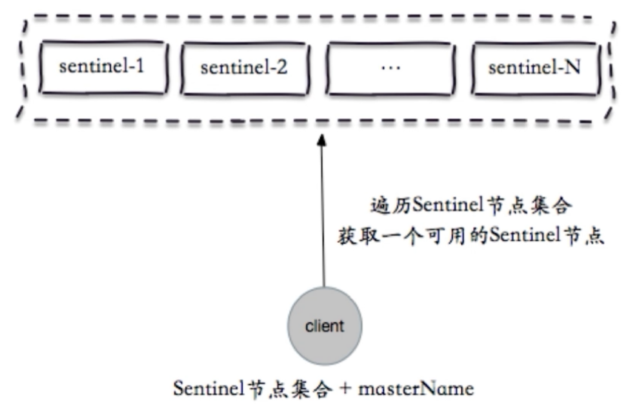 sentinel-1
sentinel-2
...
sentinel-N
遍历Sentinel节点集合
获取一个可用的Sentinel节点
client
Sentinel节点集合 + masterName